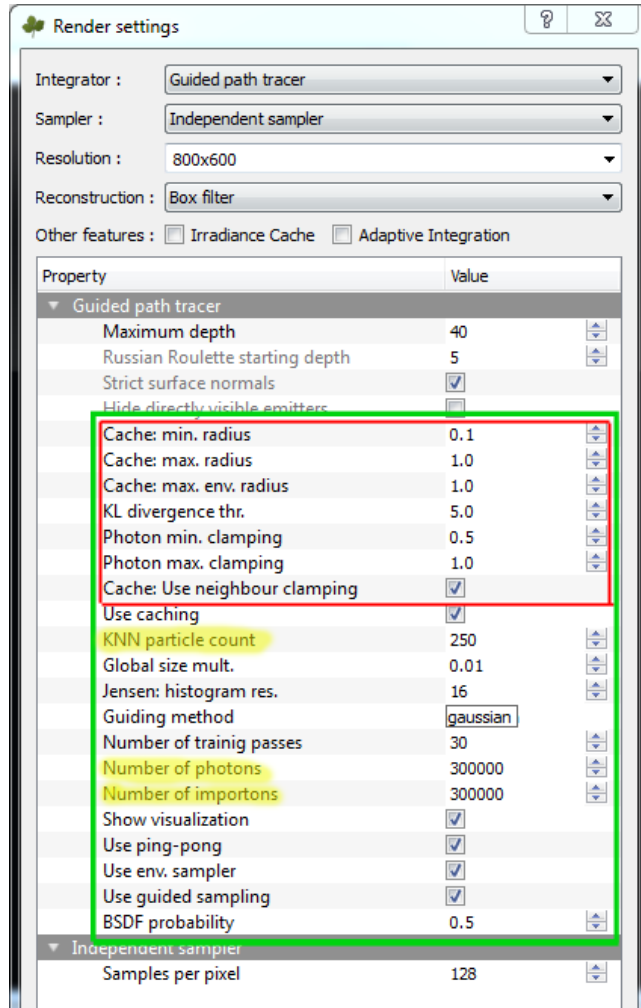 Render settings
Integrator : Guided path tracer
Sampler : Independent sampler
Resolution : 800x600
Reconstruction : Box filter
Other features : Irradiance Cache Adaptive Integration
Property Value
Guided path tracer
Maximum depth 40
Russian Roulette starting depth 5
Strict surface normals
Hide directly visible emitters
Cache: min. radius 0.1
Cache: max. radius 1.0
Cache: max. env. radius 1.0
KL divergence thr. 5.0
Photon min. clamping 0.5
Photon max. clamping 1.0
Cache: Use neighbour clamping
Use caching
KNN particle count 250
Global size mult. 0.01
Jensen: histogram res. 16
Guiding method gaussian
Number of trainig passes 30
Number of photons 300000
Number of importons 300000
Show visualization
Use ping-pong
Use env. sampler
Use guided sampling
BSDF probability 0.5
Independent sampler
Samples per pixel 128